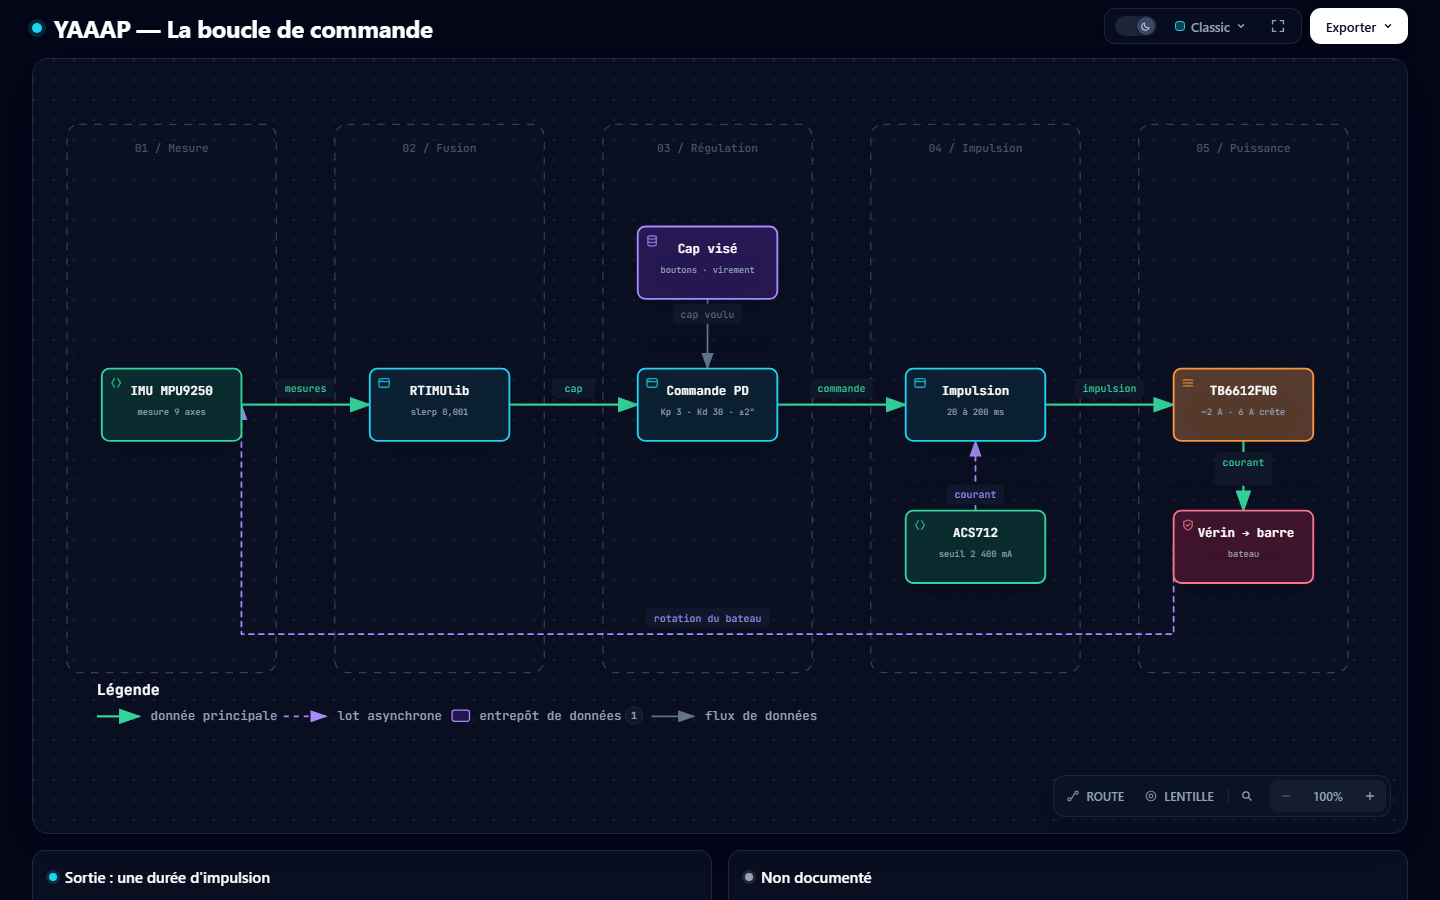 YAAAP — La boucle de commande
Classic
Exporter
01 / Mesure
02 / Fusion
03 / Régulation
04 / Impulsion
05 / Puissance
Cap visé
boutons · virement
cap voulu
IMU MPU9250
mesure 9 axes
mesures
RTIMUlib
slerp 0,001
cap
Commande PD
Kp 3 · Kd 30 · ±2°
commande
Impulsion
20 à 200 ms
impulsion
TB6612FNG
~2 A · 6 A crête
courant
courant
ACS712
seuil 2 400 mA
Vérin → barre
bateau
rotation du bateau
Légende
donnée principale
lot asynchrone
entrepôt de données 1
flux de données
ROUTE
LENTILLE
− 100% +
Sortie : une durée d'impulsion
Non documenté